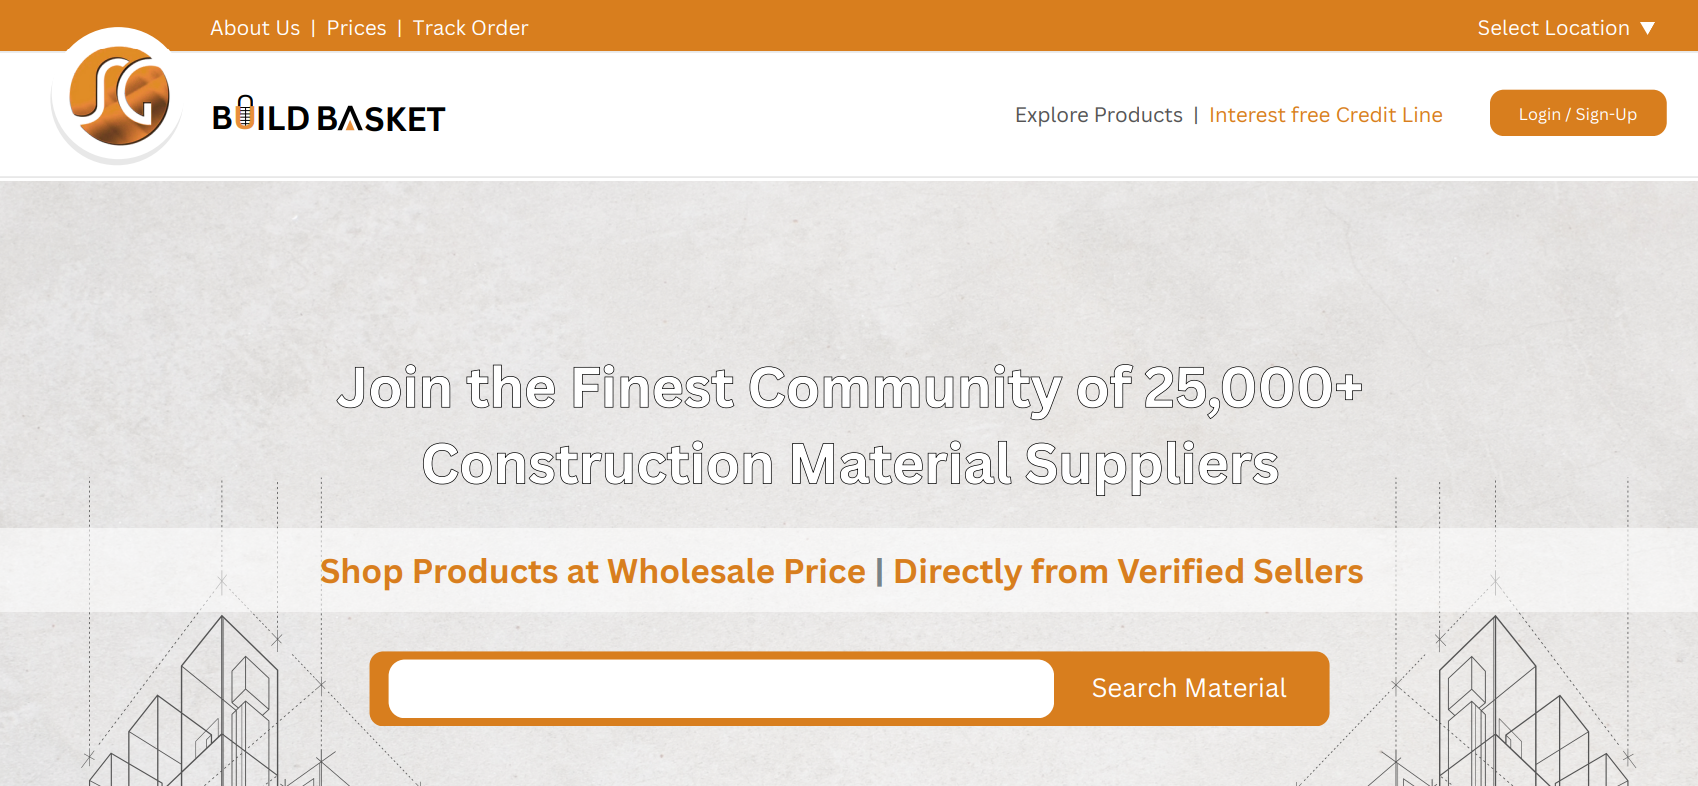 About Us | Prices | Track Order
Select Location ▼
SG
BUILD BASKET
Explore Products | Interest free Credit Line
Login / Sign-Up
Join the Finest Community of 25,000+
Construction Material Suppliers
Shop Products at Wholesale Price | Directly from Verified Sellers
Search Material